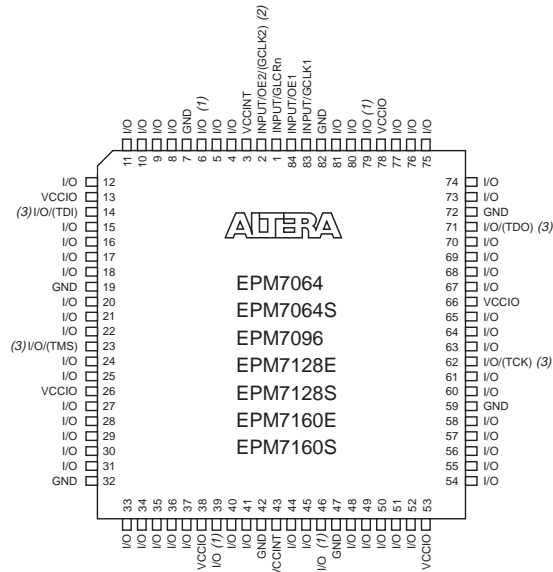 I/O
I/O
I/O
I/O
GND
I/O (1)
I/O
I/O
VCCINT
INPUT/OE2/(GCLK2) (2)
INPUT/GLCRn
INPUT/OE1
INPUT/GCLK1
GND
I/O
I/O
I/O (1)
VCCIO
I/O
I/O
I/O
11 10 9 8 7 6 5 4 3 2 1 84 83 82 81 80 79 78 77 76 75
I/O 12
VCCIO 13
(3) I/O/(TDI) 14
I/O 15
I/O 16
I/O 17
I/O 18
GND 19
I/O 20
I/O 21
I/O 22
(3) I/O/(TMS) 23
I/O 24
I/O 25
VCCIO 26
I/O 27
I/O 28
I/O 29
I/O 30
I/O 31
GND 32
ALTERA
EPM7064
EPM7064S
EPM7096
EPM7128E
EPM7128S
EPM7160E
EPM7160S
74 I/O
73 I/O
72 GND
71 I/O/(TDO) (3)
70 I/O
69 I/O
68 I/O
67 I/O
66 VCCIO
65 I/O
64 I/O
63 I/O
62 I/O/(TCK) (3)
61 I/O
60 I/O
59 GND
58 I/O
57 I/O
56 I/O
55 I/O
54 I/O
33 34 35 36 37 38 39 40 41 42 43 44 45 46 47 48 49 50 51 52 53
I/O
I/O
I/O
I/O
I/O
VCCIO
I/O (1)
I/O
I/O
GND
/CCINT
I/O
I/O
I/O (1)
GND
I/O
I/O
I/O
I/O
I/O
VCCIO